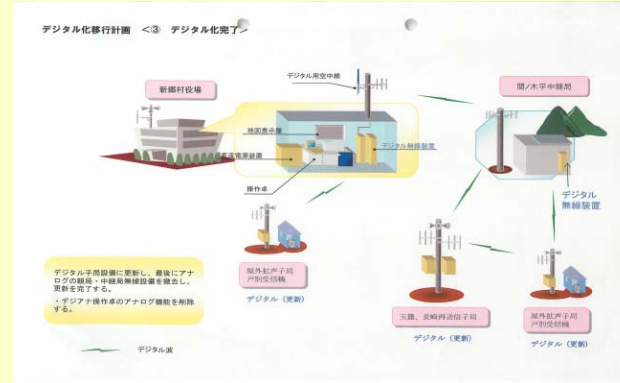 デジタル化移行計画 <③ デジタル化完了>
新郷村役場
デジタル用空中線
間ノ木平中継局
地図表示盤
直流電源装置
デジタル無線装置
操作卓
デジタル
無線装置
屋外拡声子局
戸別受信機
デジタル（更新）
デジタル子局設備に更新し、最後にアナ
ログの親局・中継局無線設備を撤去し、
更新を完了する。
・デジアナ操作卓のアナログ機能を削除
する。
長崎再送信子局
デジタル（更新）
屋外拡声子局
戸別受信機
デジタル（更新）
デジタル波